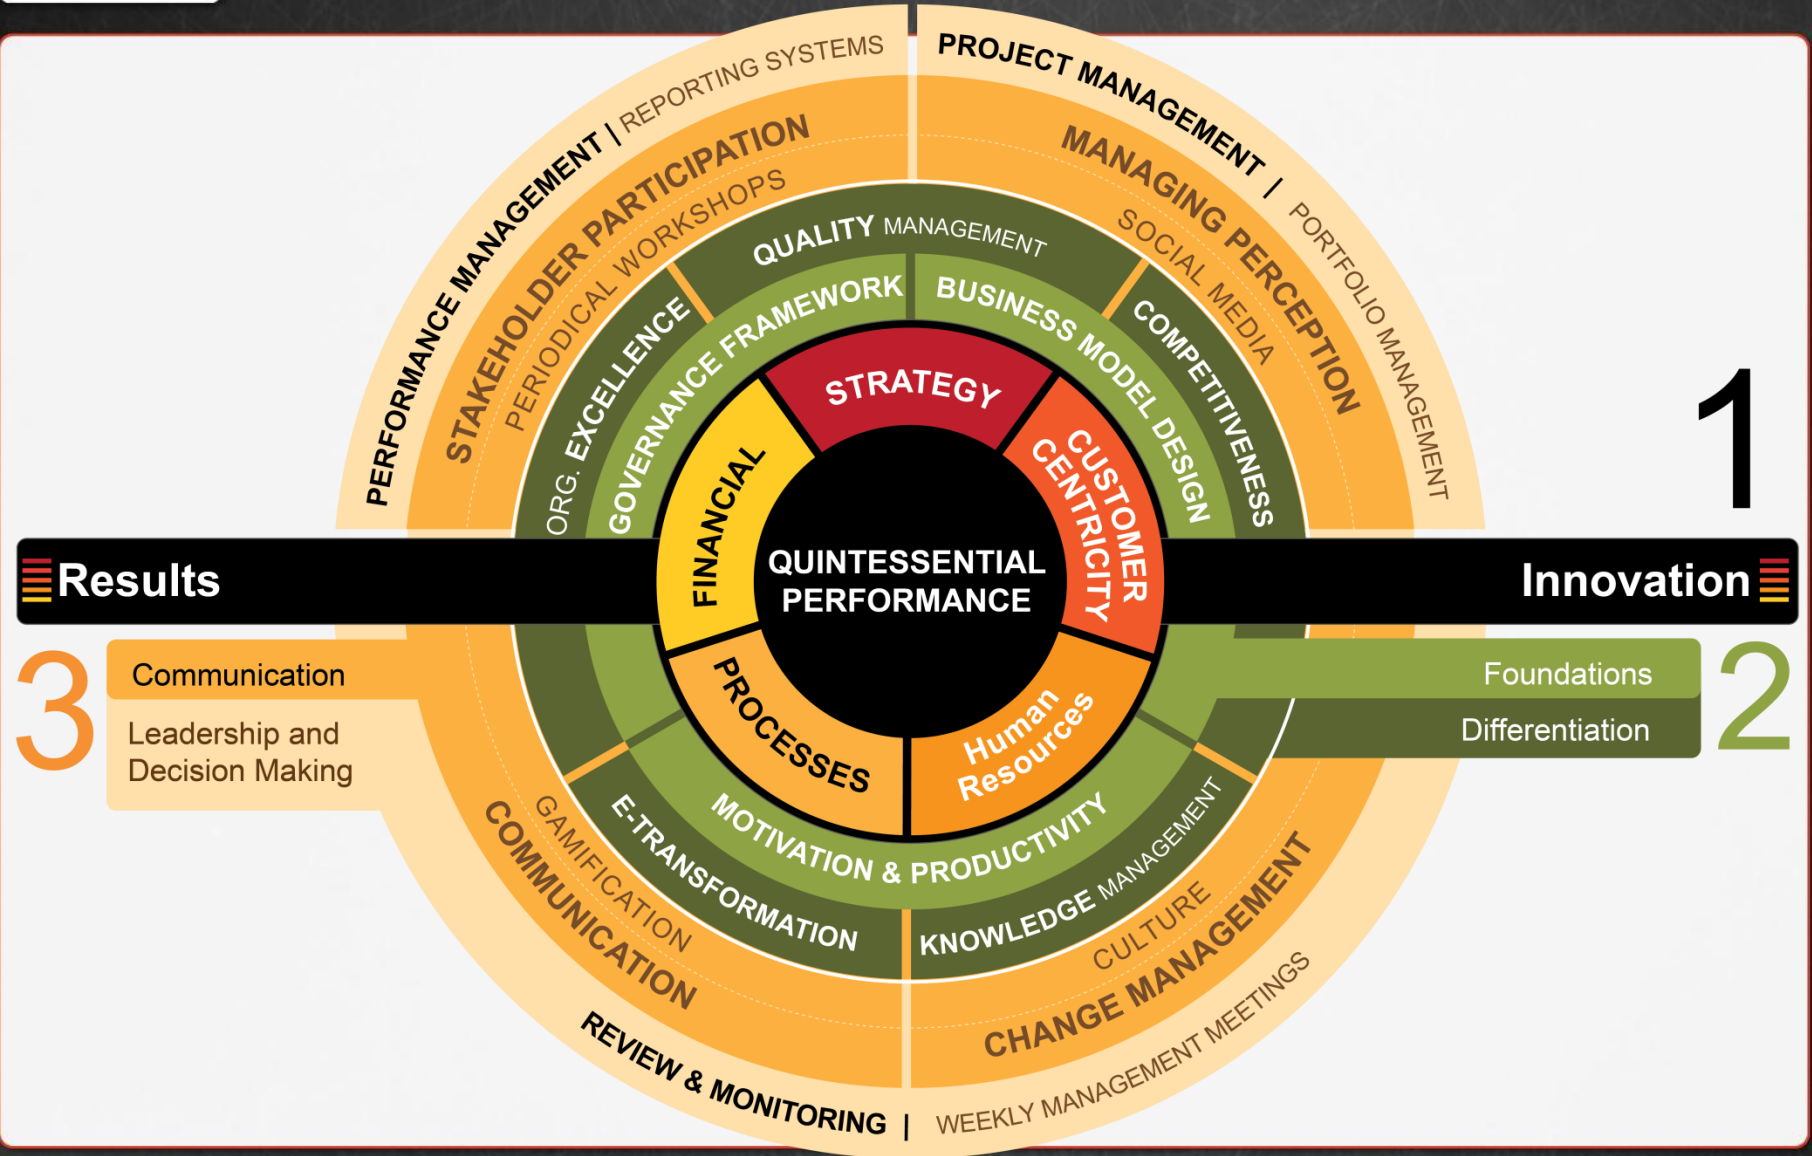 PERFORMANCE MANAGEMENT | REPORTING SYSTEMS
PROJECT MANAGEMENT | PORTFOLIO MANAGEMENT
STAKEHOLDER PARTICIPATION
PERIODICAL WORKSHOPS
MANAGING PERCEPTION
SOCIAL MEDIA
ORG. EXCELLENCE
QUALITY MANAGEMENT
COMPETITIVENESS
GOVERNANCE FRAMEWORK
BUSINESS MODEL DESIGN
STRATEGY
FINANCIAL
CUSTOMER
CENTRICITY
QUINTESSENTIAL
PERFORMANCE
1
Results
Innovation
PROCESSES
Human
Resources
3
Communication
Leadership and
Decision Making
Foundations
Differentiation
2
MOTIVATION & PRODUCTIVITY
E-TRANSFORMATION
KNOWLEDGE MANAGEMENT
GAMIFICATION
COMMUNICATION
CULTURE
CHANGE MANAGEMENT
REVIEW & MONITORING | WEEKLY MANAGEMENT MEETINGS